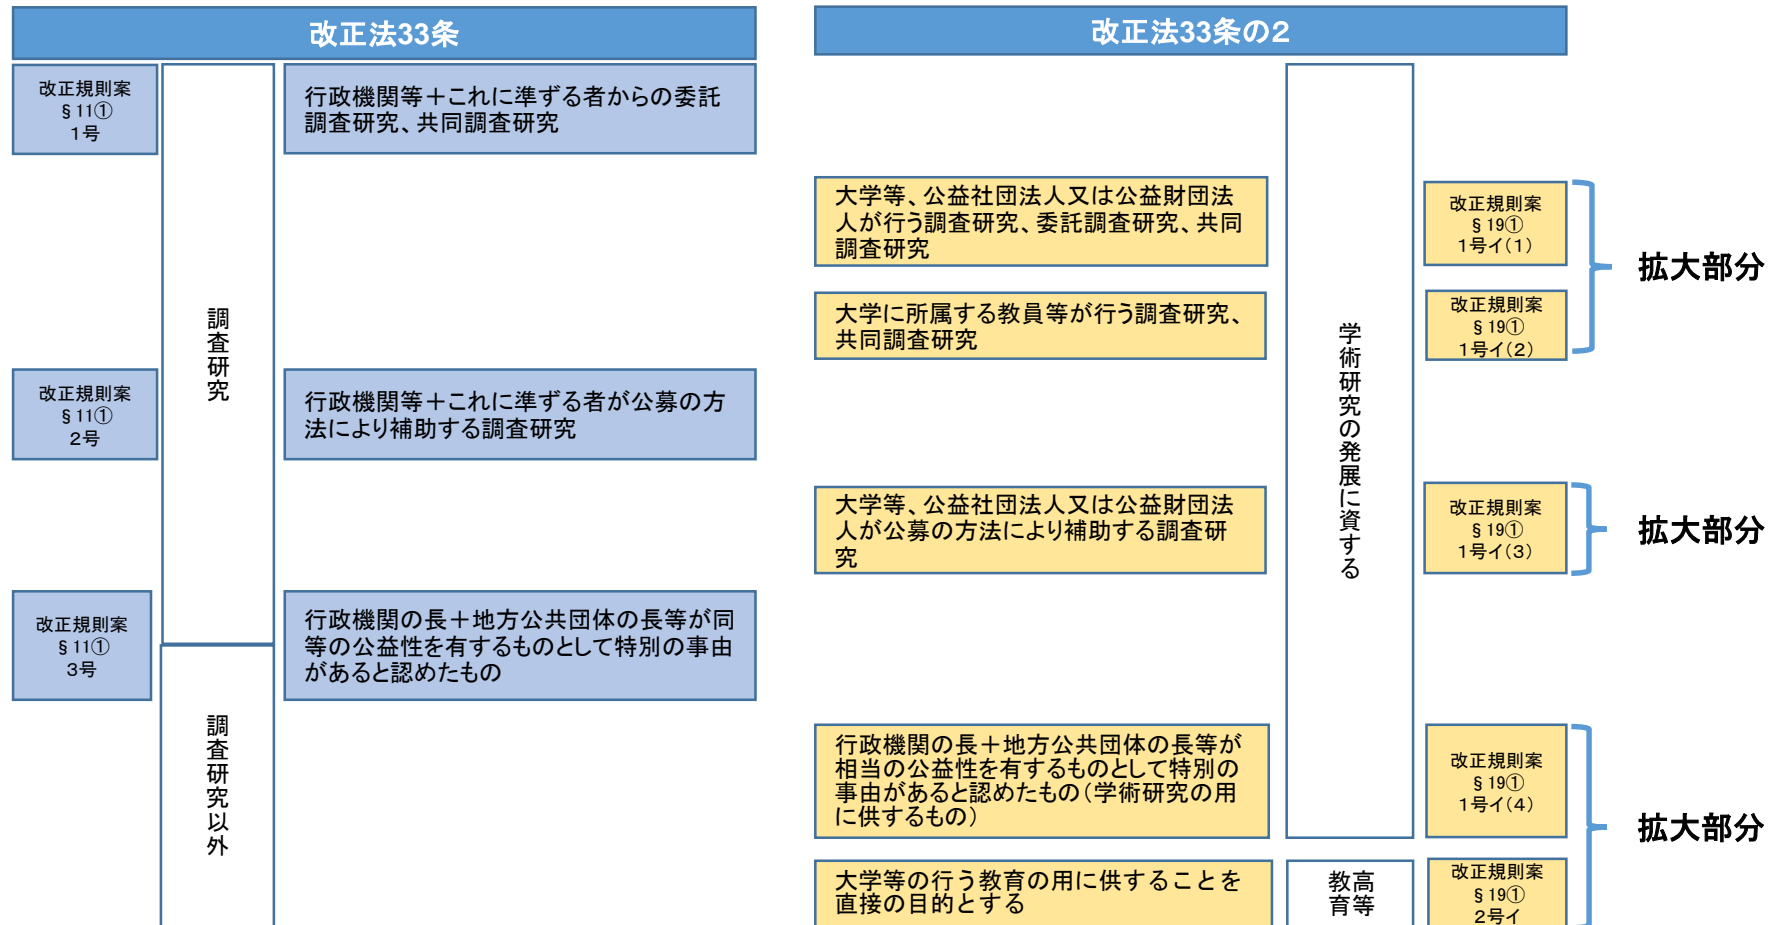 改正法33条
改正規則案
§11①
1号
調査研究
行政機関等＋これに準ずる者からの委託
調査研究、共同調査研究
改正規則案
§11①
2号
行政機関等＋これに準ずる者が公募の方
法により補助する調査研究
改正規則案
§11①
3号
行政機関の長＋地方公共団体の長等が同
等の公益性を有するものとして特別の事由
があると認めたもの
調査研究以外
改正法33条の2
大学等、公益社団法人又は公益財団法
人が行う調査研究、委託調査研究、共同
調査研究
学術研究の発展に資する
改正規則案
§19①
1号イ(1)
拡大部分
大学に所属する教員等が行う調査研究、
共同調査研究
改正規則案
§19①
1号イ(2)
大学等、公益社団法人又は公益財団法
人が公募の方法により補助する調査研
究
改正規則案
§19①
1号イ(3)
拡大部分
行政機関の長＋地方公共団体の長等が
相当の公益性を有するものとして特別の
事由があると認めたもの(学術研究の用
に供するもの)
改正規則案
§19①
1号イ(4)
拡大部分
大学等の行う教育の用に供することを
直接の目的とする
高等
教育
改正規則案
§19①
2号イ